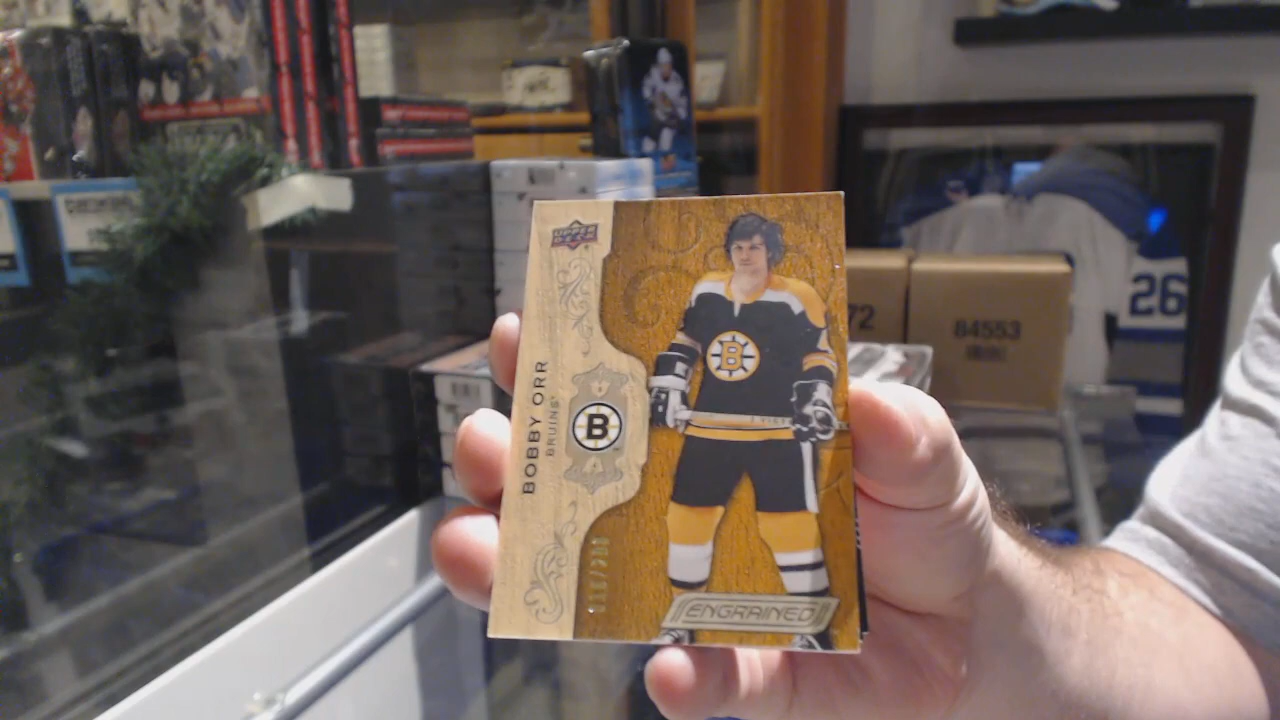 UPPER DECK
BOBBY ORR
BRUINS
B
B
ENGRAINED
72
84553
26